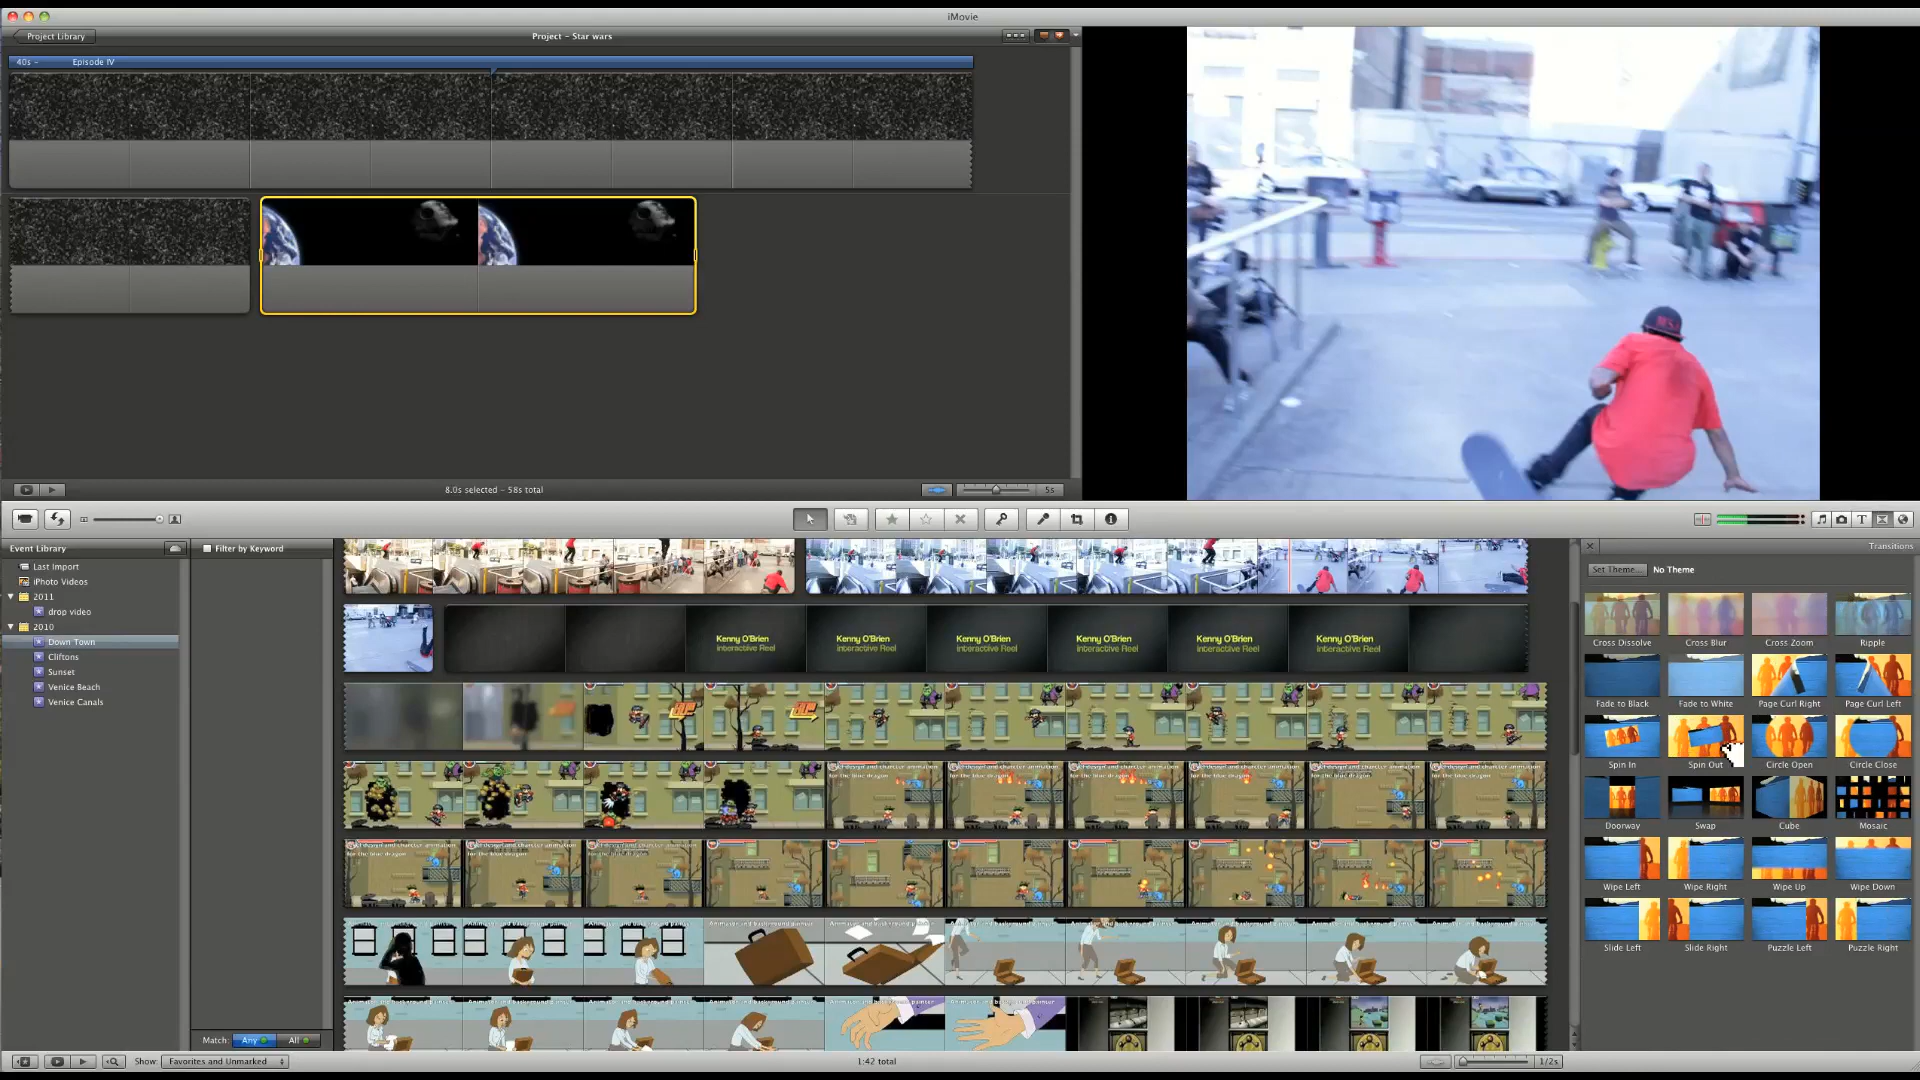 iMovie
Project Library
Project - Star wars
40s -
Episode IV
8.0s selected - 58s total
5s
Event Library
Filter by Keyword
Transitions
Last Import
iPhoto Videos
2011
drop video
2010
Down Town
Cliftons
Sunset
Venice Beach
Venice Canals
Set Theme...
No Theme
Cross Dissolve
Cross Blur
Cross Zoom
Ripple
Fade to Black
Fade to White
Page Curl Right
Page Curl Left
Spin In
Spin Out
Circle Open
Circle Close
Doorway
Swap
Cube
Mosaic
Wipe Left
Wipe Right
Wipe Up
Wipe Down
Slide Left
Slide Right
Puzzle Left
Puzzle Right
Kenny O'Brien
Interactive Reel
Kenny O'Brien
Interactive Reel
Kenny O'Brien
Interactive Reel
Kenny O'Brien
Interactive Reel
Kenny O'Brien
Interactive Reel
Kenny O'Brien
Interactive Reel
Match:
Any
All
Show:
Favorites and Unmarked
1:42 total
1/2s